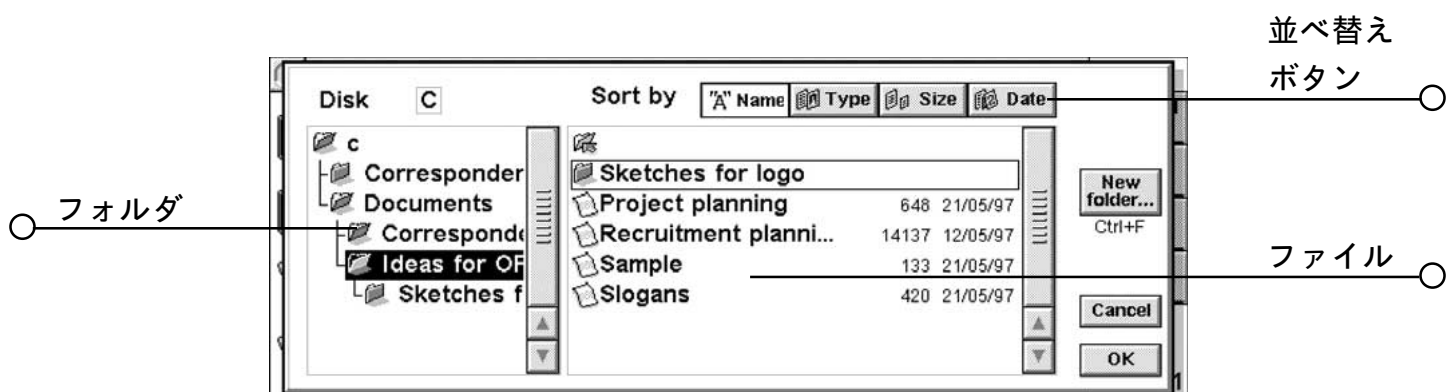 並べ替え
ボタン
Disk C Sort by "A" Name Type Size Date
c
Corresponden
Documents
Corresponde
Ideas for OP
Sketches f
Sketches for logo
Project planning 648 21/05/97
Recruitment planni... 14137 12/05/97
Sample 133 21/05/97
Slogans 420 21/05/97
New
folder...
Ctrl+F
Cancel
OK
フォルダ
ファイル